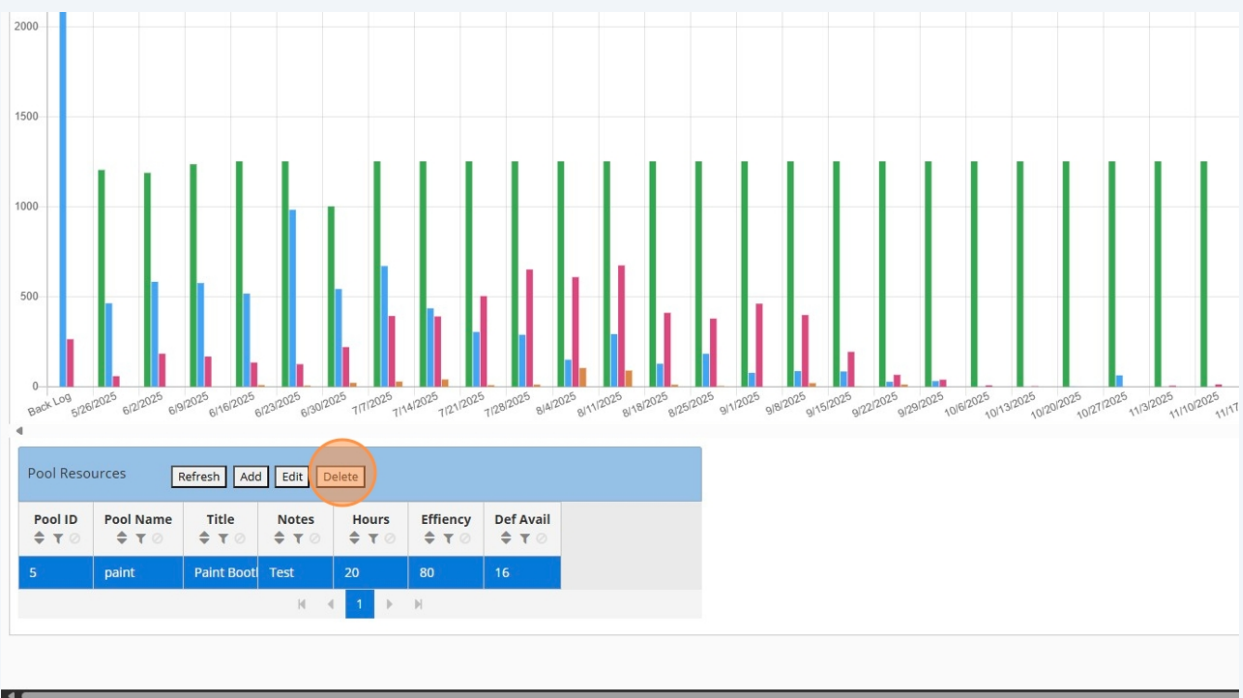 2000
1500
1000
500
0
Back Log 5/26/2025 6/2/2025 6/9/2025 6/16/2025 6/23/2025 6/30/2025 7/7/2025 7/14/2025 7/21/2025 7/28/2025 8/4/2025 8/11/2025 8/18/2025 8/25/2025 9/1/2025 9/8/2025 9/15/2025 9/22/2025 9/29/2025 10/6/2025 10/13/2025 10/20/2025 10/27/2025 11/3/2025 11/10/2025 11/17
Pool Resources Refresh Add Edit Delete
Pool ID Pool Name Title Notes Hours Effiency Def Avail
5 paint Paint Boot Test 20 80 16
1